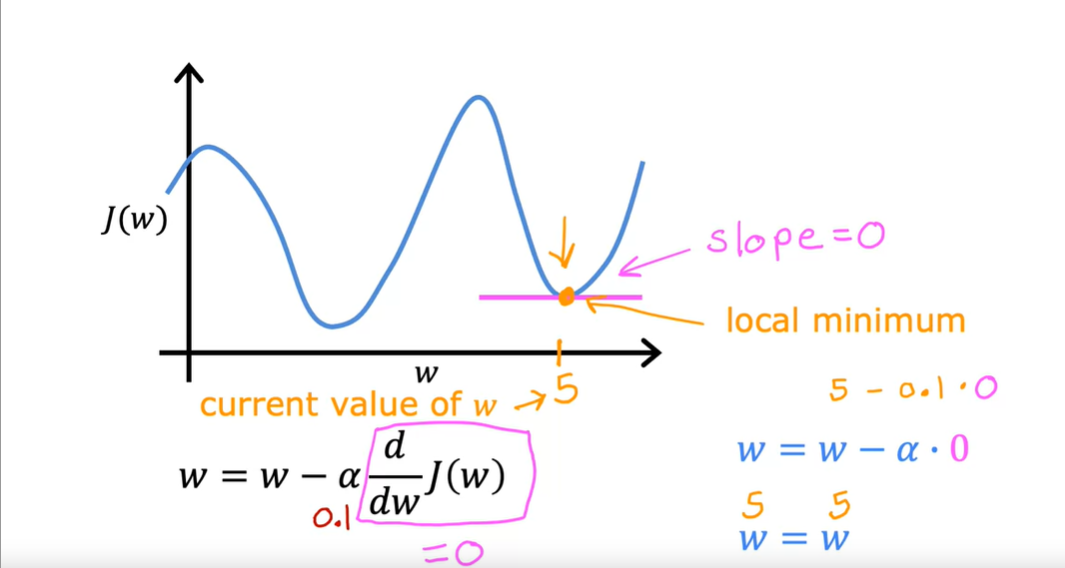 J(w)
slope=0
local minimum
w
current value of w → 5
5 - 0.1 · 0
w = w − α d/dw J(w)
w = w − α · 0
0.1
5 5
=0
w = w